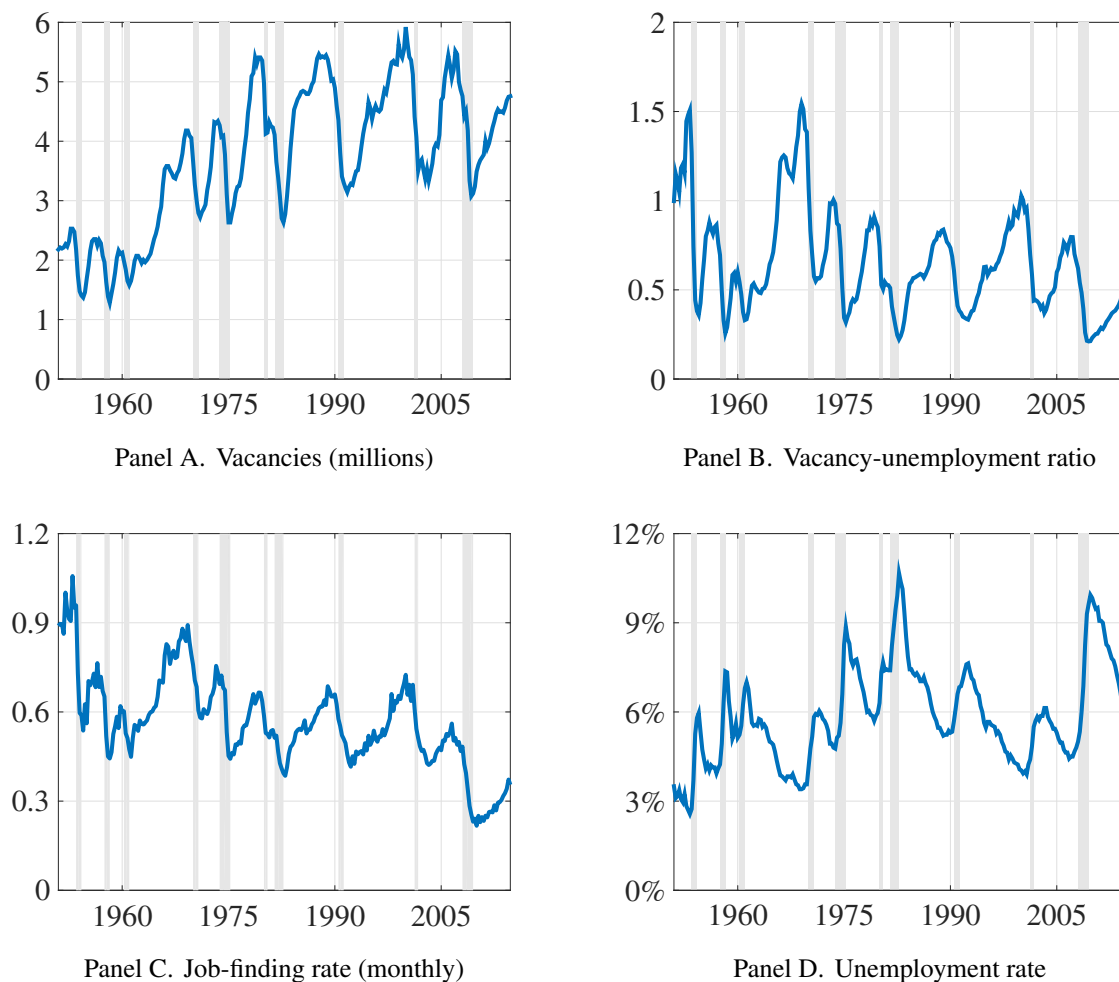 6
5
4
3
2
1
0
1960 1975 1990 2005
Panel A. Vacancies (millions)
2
1.5
1
0.5
0
1960 1975 1990 2005
Panel B. Vacancy-unemployment ratio
1.2
0.9
0.6
0.3
0
1960 1975 1990 2005
Panel C. Job-finding rate (monthly)
12%
9%
6%
3%
0%
1960 1975 1990 2005
Panel D. Unemployment rate